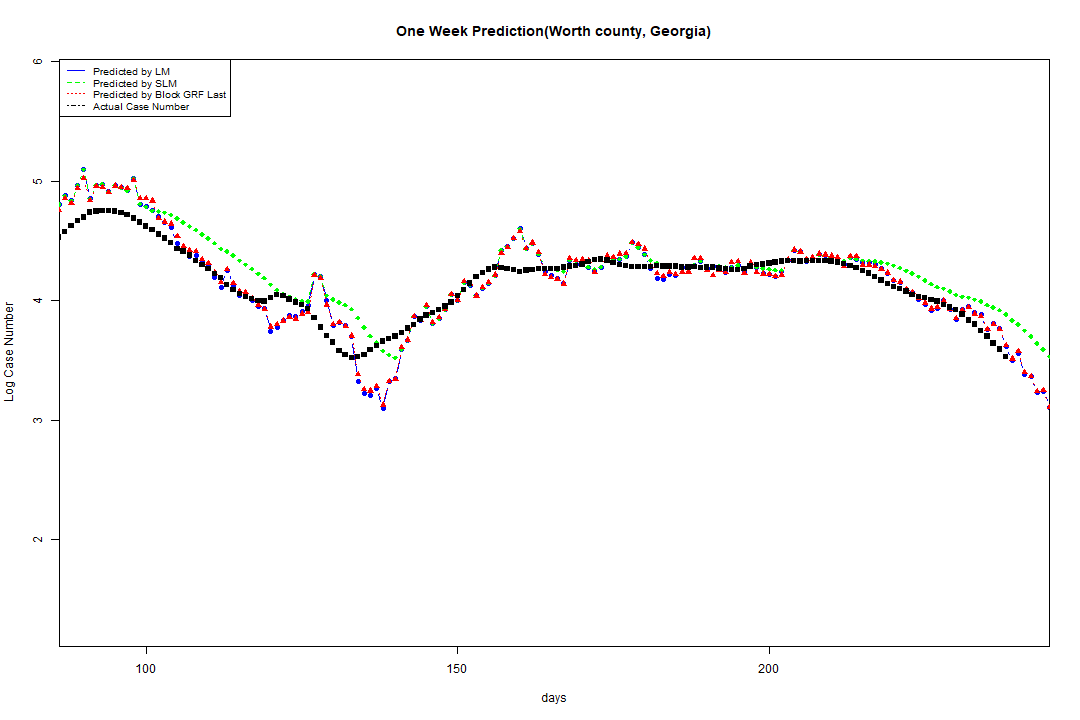 One Week Prediction(Worth county, Georgia)
Predicted by LM
Predicted by SLM
Predicted by Block GRF Last
Actual Case Number
6
5
4
3
2
Log Case Number
100 150 200
days